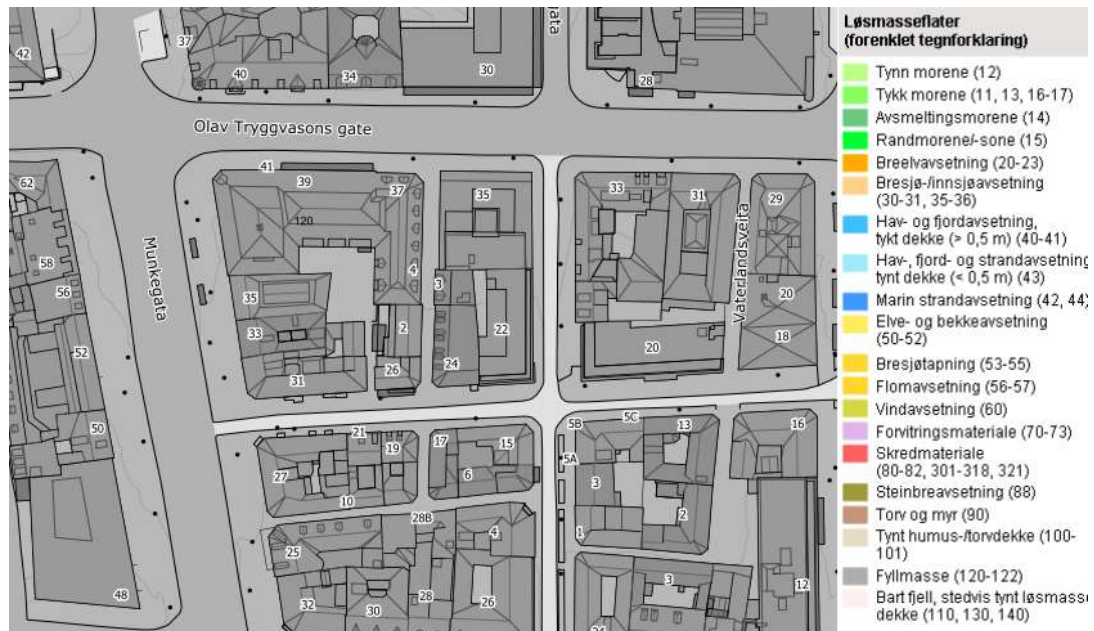 42
37
40
34
30
gata
28
Olav Tryggvasons gate
41
39
37
35
33
31
29
62
120
Munkegata
58
56
4
3
Vaterlandsveita
20
35
33
2
22
52
20
18
24
26
31
50
5B
5C
13
16
21
19
17
15
5A
27
6
3
10
2
28B
4
1
25
3
12
48
32
30
28
26
24
Løsmasseflater
(forenklet tegnforklaring)
Tynn morene (12)
Tykk morene (11, 13, 16-17)
Avsmeltingsmorene (14)
Randmorene/-sone (15)
Breelvavsetning (20-23)
Bresjø-/innsjøavsetning
(30-31, 35-36)
Hav- og fjordavsetning,
tykt dekke (> 0,5 m) (40-41)
Hav-, fjord- og strandavsetning
tynt dekke (< 0,5 m) (43)
Marin strandavsetning (42, 44)
Elve- og bekkeavsetning
(50-52)
Bresjøtapning (53-55)
Flomavsetning (56-57)
Vindavsetning (60)
Forvitringsmateriale (70-73)
Skredmateriale
(80-82, 301-318, 321)
Steinbreavsetning (88)
Torv og myr (90)
Tynt humus-/torvdekke (100-
101)
Fyllmasse (120-122)
Bart fjell, stedvis tynt løsmasse
dekke (110, 130, 140)